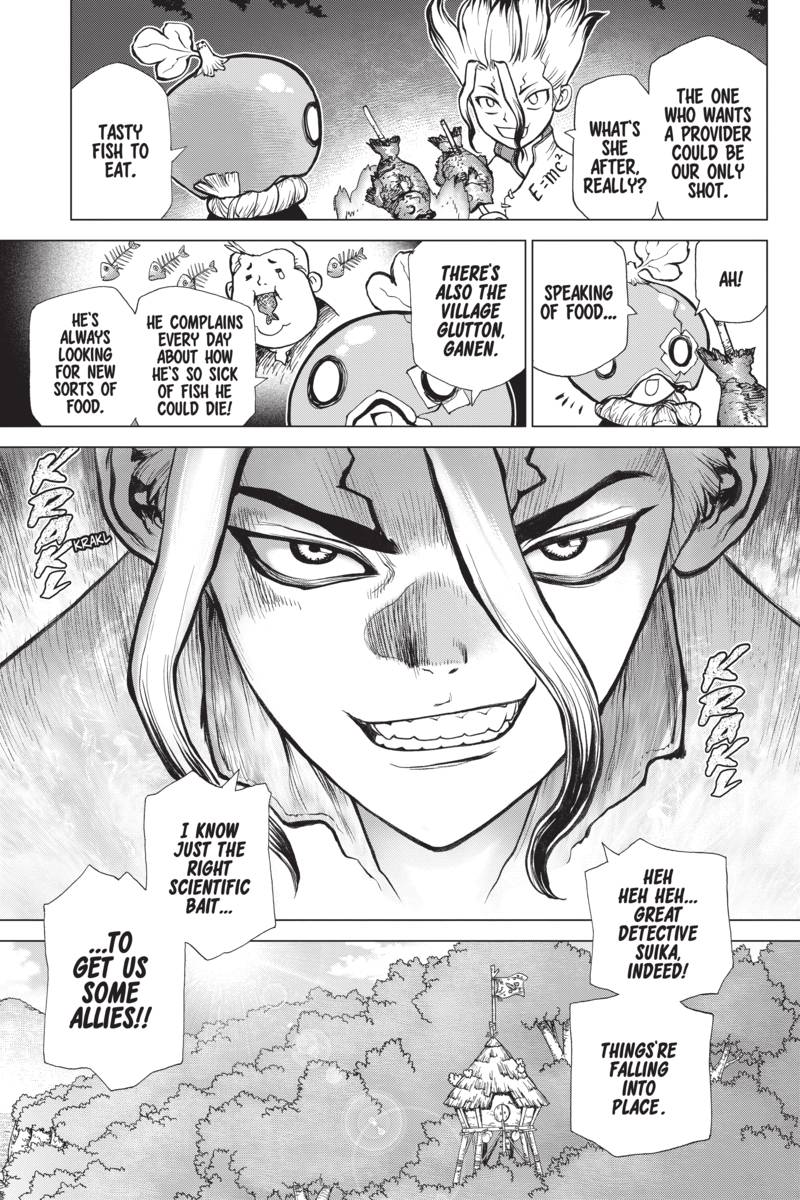 THE ONE
WHO WANTS
A PROVIDER
COULD BE
OUR ONLY
SHOT.
WHAT'S
SHE
AFTER,
REALLY?
E=mc²
TASTY
FISH TO
EAT.
AH!
SPEAKING
OF FOOD...
THERE'S
ALSO THE
VILLAGE
GLUTTON,
GANEN.
HE COMPLAINS
EVERY DAY
ABOUT HOW
HE'S SO SICK
OF FISH HE
COULD DIE!
HE'S
ALWAYS
LOOKING
FOR NEW
SORTS OF
FOOD.
KRAKL
KRAKL
KRAKL
HEH
HEH HEH...
GREAT
DETECTIVE
SUIKA,
INDEED!
THINGS'RE
FALLING
INTO
PLACE.
I KNOW
JUST THE
RIGHT
SCIENTIFIC
BAIT...
...TO
GET US
SOME
ALLIES!!